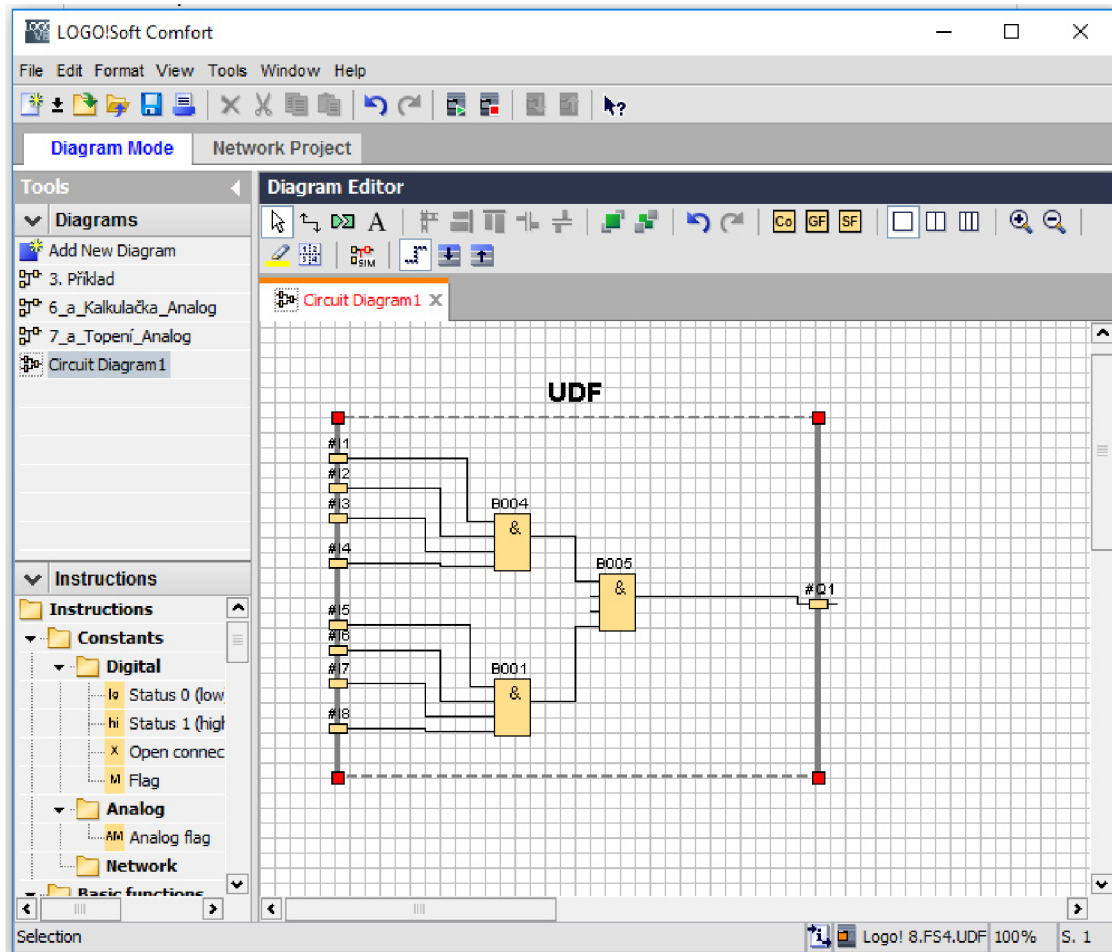 LOGO!Soft Comfort
File Edit Format View Tools Window Help
Diagram Mode
Network Project
Tools
Diagrams
Add New Diagram
3. Příklad
6_a_Kalkulačka_Analog
7_a_Topení_Analog
Circuit Diagram1
Instructions
Instructions
Constants
Digital
lo Status 0 (low
hi Status 1 (high
X Open connec
M Flag
Analog
AM Analog flag
Network
Basic functions
Diagram Editor
A
Co GF SF
SIM
Circuit Diagram1
UDF
#I1
#I2
#I3
B004
&
#I4
B005
&
#Q1
#I5
#I6
#I7
B001
&
#I8
Selection
Logo! 8.FS4.UDF 100% S. 1